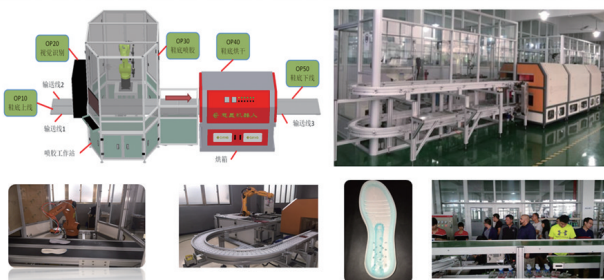 OP20
视觉识别
OP30
鞋底喷胶
OP40
鞋底烘干
OP50
鞋底下线
输送线2
OP10
鞋底上线
输送线1
输送线3
喷胶工作站
烘箱